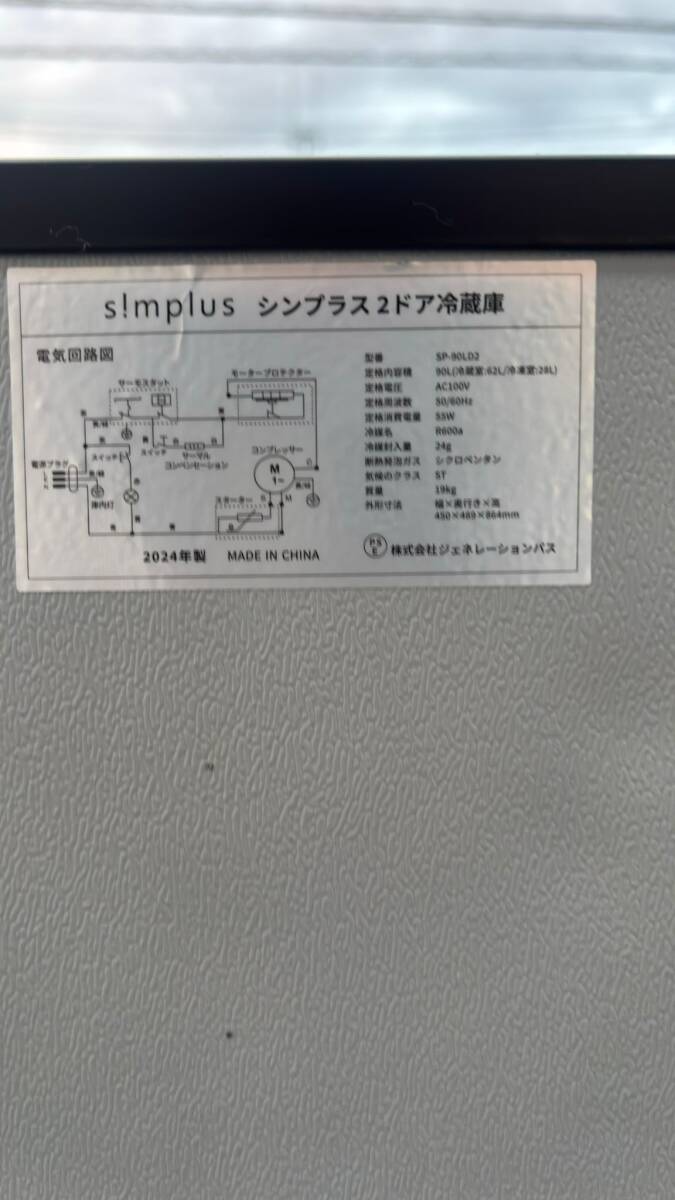 s!mplus シンプラス 2ドア冷蔵庫
電気回路図
サーモスタット
モータープロテクター
スイッチ
スイッチ
サーマル
コンペンセーション
コンプレッサー
電源プラグ
庫内灯
M
1~
C
S
M
スターター
2024年製 MADE IN CHINA
型番 SP-90LD2
定格内容積 90L(冷蔵室:62L/冷凍室:28L)
定格電圧 AC100V
定格周波数 50/60Hz
定格消費電量 55W
冷媒名 R600a
冷媒封入量 24g
断熱発泡ガス シクロペンタン
気候のクラス ST
質量 19kg
外形寸法 幅×奥行き×高
450×469×864mm
PSE 株式会社ジェネレーションパス